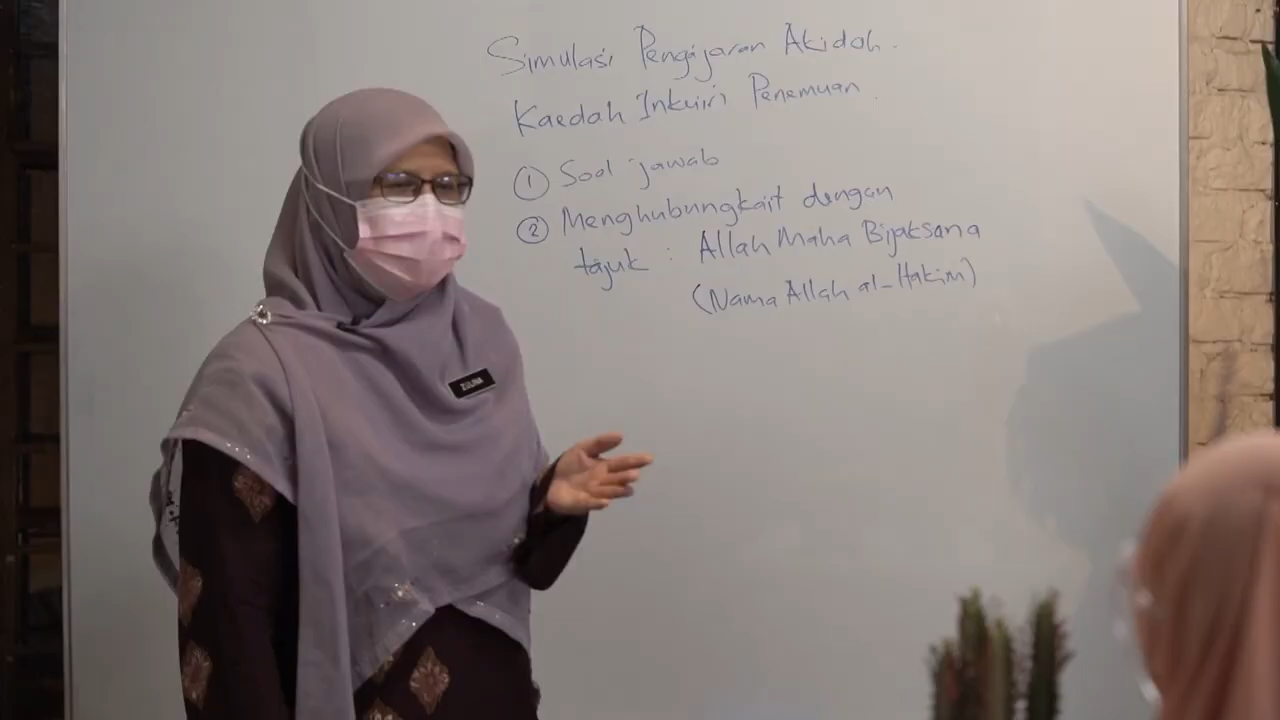 Simulasi Pengajaran Akidah.
Kaedah Inkuiri Penemuan.
① Soal jawab
② Menghubungkait dengan
tajuk : Allah Maha Bijaksana
(Nama Allah al-Hakim)
ZULINA